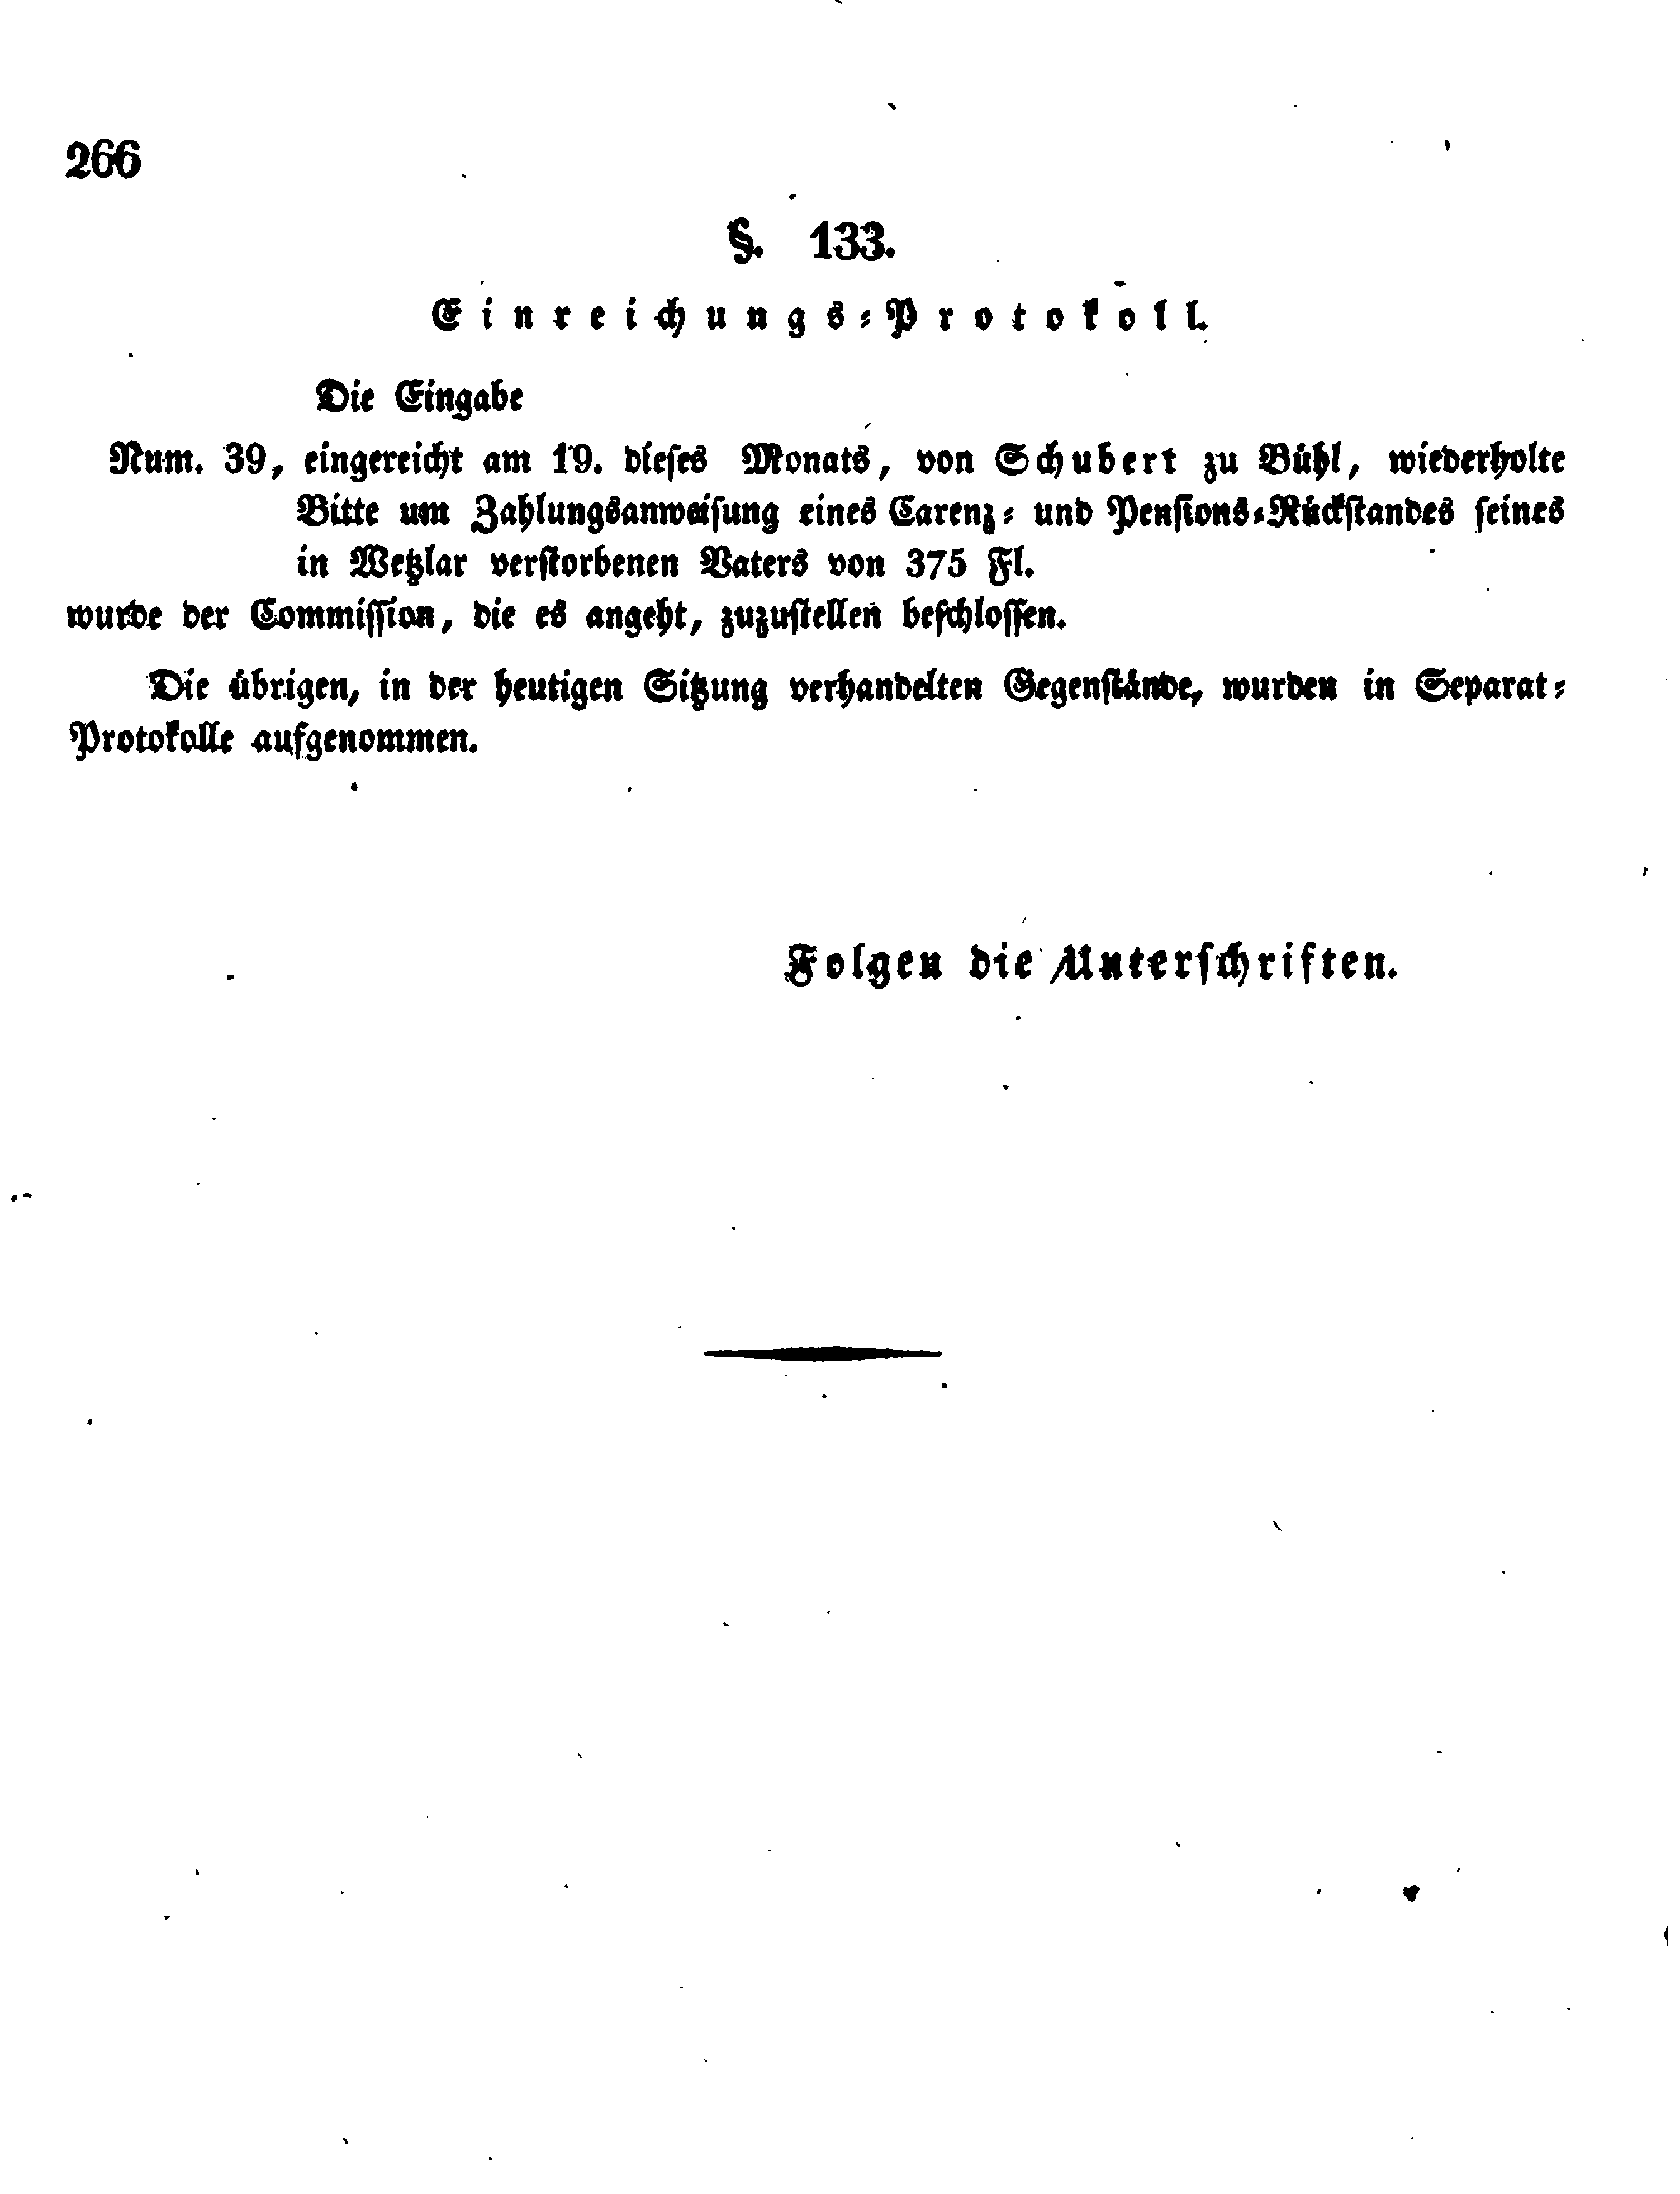 266
§. 133.
Einreichungs-Protokoll.
Die Eingabe
Num. 39, eingereicht am 19. dieses Monats, von Schubert zu Bühl, wiederholte
Bitte um Zahlungsanweisung eines Carenz- und Pensions-Rückstandes seines
in Wetzlar verstorbenen Vaters von 375 Fl.
wurde der Commission, die es angeht, zuzustellen beschlossen.
Die übrigen, in der heutigen Sitzung verhandelten Gegenstände, wurden in Separat-
Protokolle aufgenommen.
Folgen die Unterschriften.